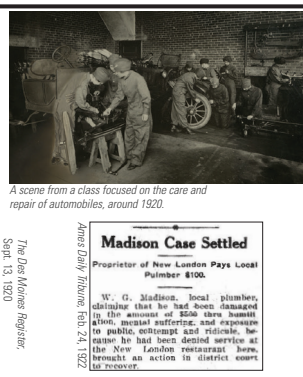 A scene from a class focused on the care and
repair of automobiles, around 1920.
The Des Moines Register,
Sept. 13, 1920
Ames Daily Tribune, Feb. 24, 1922
Madison Case Settled
Proprietor of New London Pays Local
Pulmber $100.
W. G. Madison, local plumber,
claiming that he had been damaged
in the amount of $500 thru humili
ation, mental suffering, and exposure
to public, contempt and ridicule, be-
cause he had been denied service at
the New London restaurant here,
brought an action in district court
to recover.